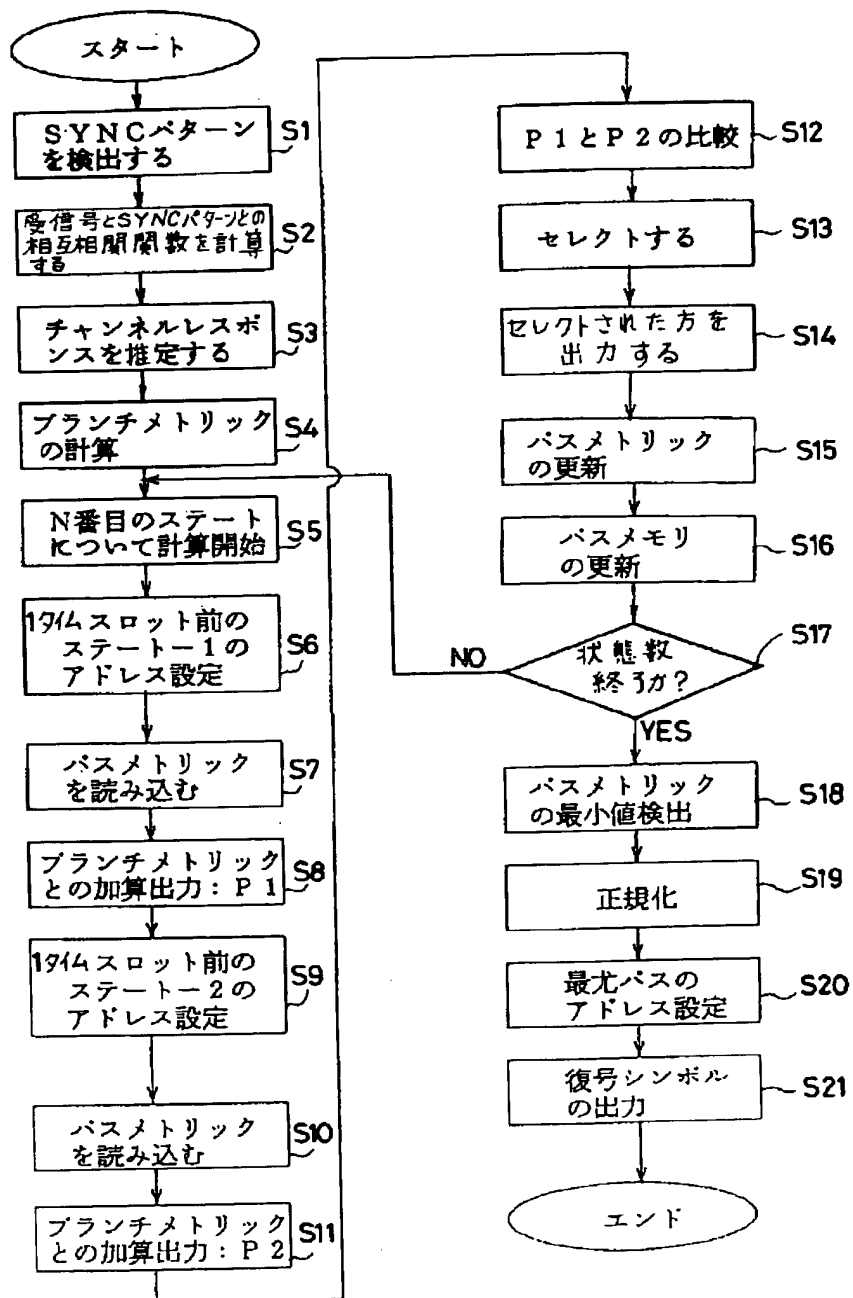 スタート
SYNCパターン
を検出する
S1
受信号とSYNCパターンとの
相互相関関数を計算
する
S2
チャンネルレスポ
ンスを推定する
S3
ブランチメトリック
の計算
S4
N番目のステート
について計算開始
S5
1タイムスロット前の
ステートー1の
アドレス設定
S6
パスメトリック
を読み込む
S7
ブランチメトリック
との加算出力：P1
S8
1タイムスロット前の
ステートー2の
アドレス設定
S9
パスメトリック
を読み込む
S10
ブランチメトリック
との加算出力：P2
S11
P1とP2の比較
S12
セレクトする
S13
セレクトされた方を
出力する
S14
パスメトリック
の更新
S15
パスメモリ
の更新
S16
状態数
終了か?
S17
NO
YES
パスメトリック
の最小値検出
S18
正規化
S19
最尤パスの
アドレス設定
S20
復号シンボル
の出力
S21
エンド